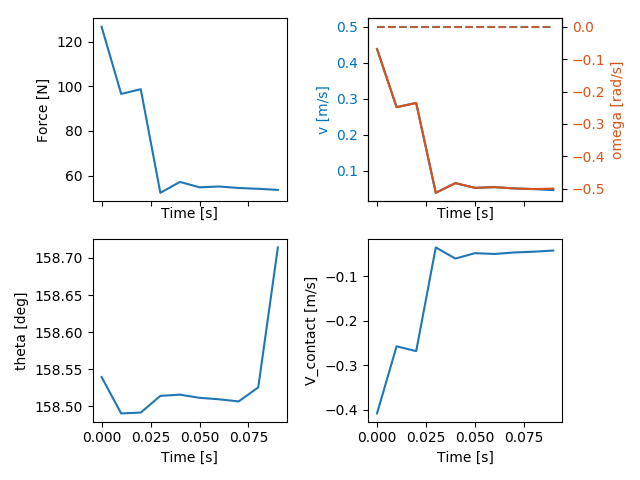 120
100
80
60
Force [N]
Time [s]
0.5
0.4
0.3
0.2
0.1
v [m/s]
0.0
−0.1
−0.2
−0.3
−0.4
−0.5
omega [rad/s]
Time [s]
158.70
158.65
158.60
158.55
158.50
theta [deg]
0.000 0.025 0.050 0.075
Time [s]
−0.1
−0.2
−0.3
−0.4
V_contact [m/s]
0.000 0.025 0.050 0.075
Time [s]